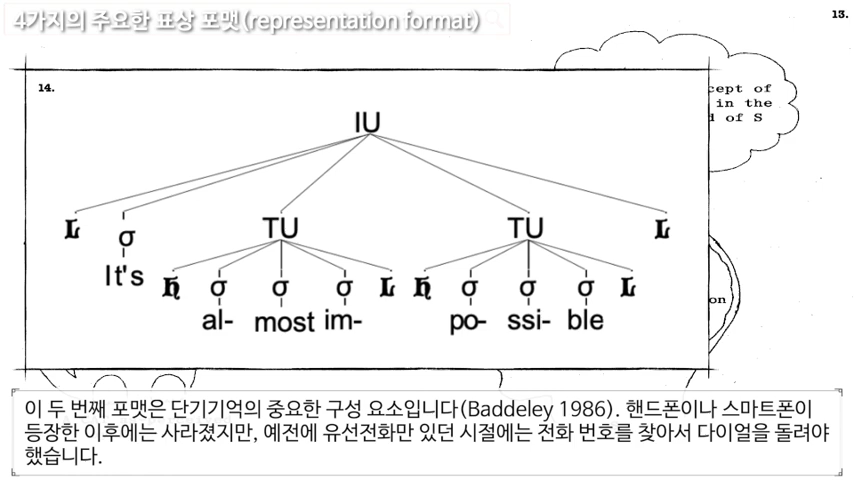 4가지의 주요한 표상 포맷(representation format)
13.
14.
cept of
in the
d of S
IU
L σ TU TU L
It's
H σ σ σ L H σ σ σ L
al- most im- po- ssi- ble
on
이 두 번째 포맷은 단기기억의 중요한 구성 요소입니다(Baddeley 1986). 핸드폰이나 스마트폰이
등장한 이후에는 사라졌지만, 예전에 유선전화만 있던 시절에는 전화 번호를 찾아서 다이얼을 돌려야
했습니다.